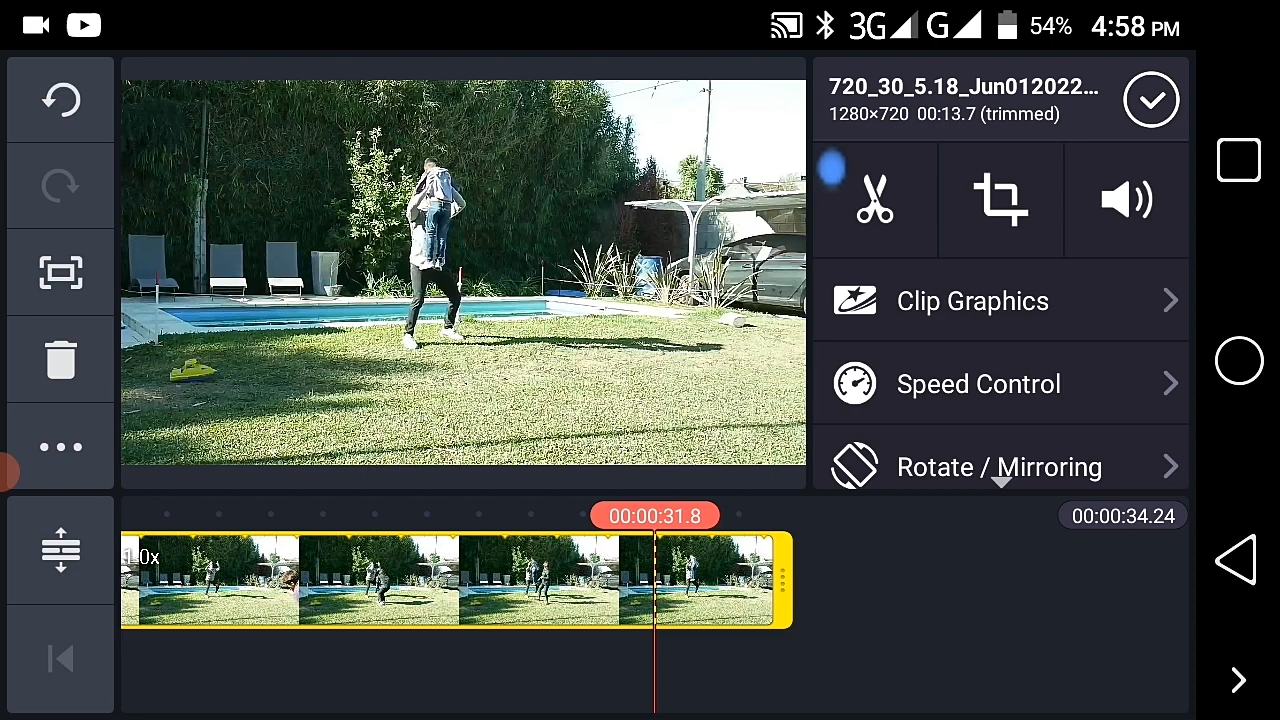 3G G 54% 4:58 PM
720_30_5.18_Jun012022...
1280×720 00:13.7 (trimmed)
Clip Graphics
Speed Control
Rotate / Mirroring
00:00:31.8
00:00:34.24
1.0x